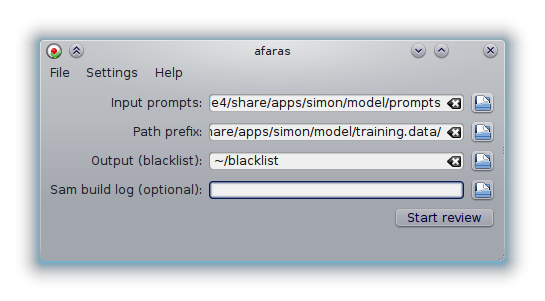 afaras
File Settings Help
Input prompts: e4/share/apps/simon/model/prompts
Path prefix: hare/apps/simon/model/training.data/
Output (blacklist): ~/blacklist
Sam build log (optional):
Start review